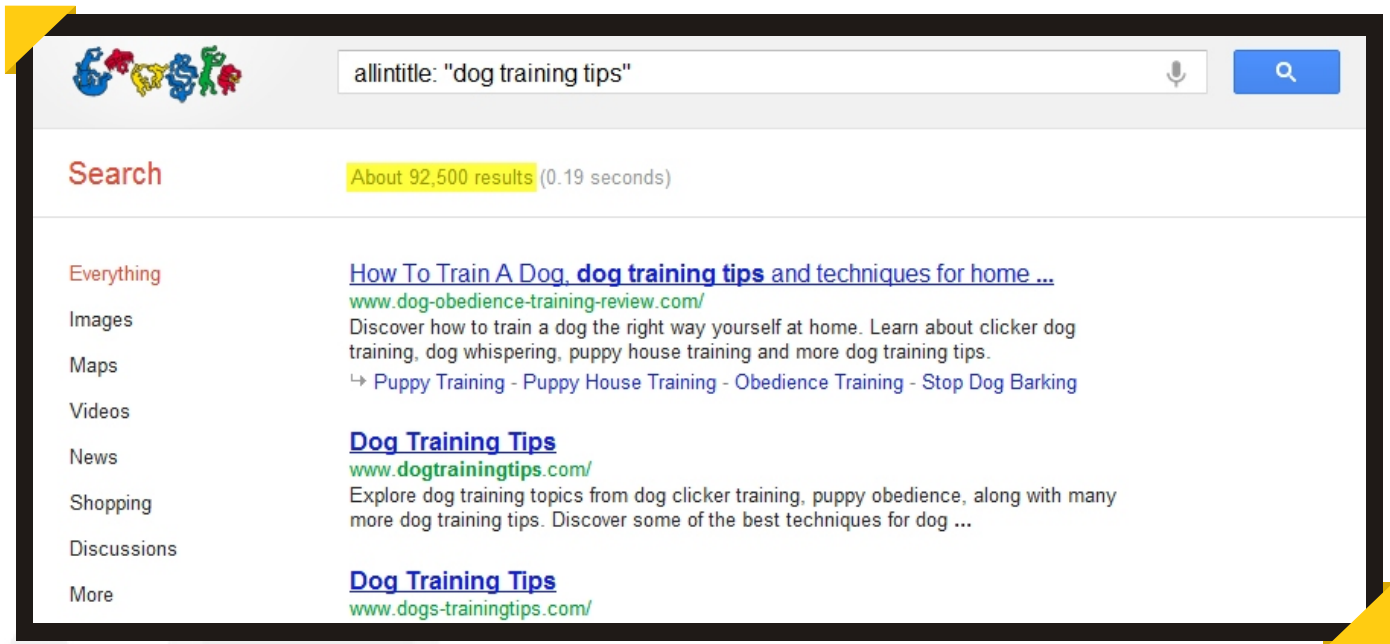 Google
allintitle: "dog training tips"
Search
About 92,500 results (0.19 seconds)
Everything
Images
Maps
Videos
News
Shopping
Discussions
More
How To Train A Dog, dog training tips and techniques for home ...
www.dog-obedience-training-review.com/
Discover how to train a dog the right way yourself at home. Learn about clicker dog
training, dog whispering, puppy house training and more dog training tips.
Puppy Training - Puppy House Training - Obedience Training - Stop Dog Barking
Dog Training Tips
www.dogtrainingtips.com/
Explore dog training topics from dog clicker training, puppy obedience, along with many
more dog training tips. Discover some of the best techniques for dog ...
Dog Training Tips
www.dogs-trainingtips.com/